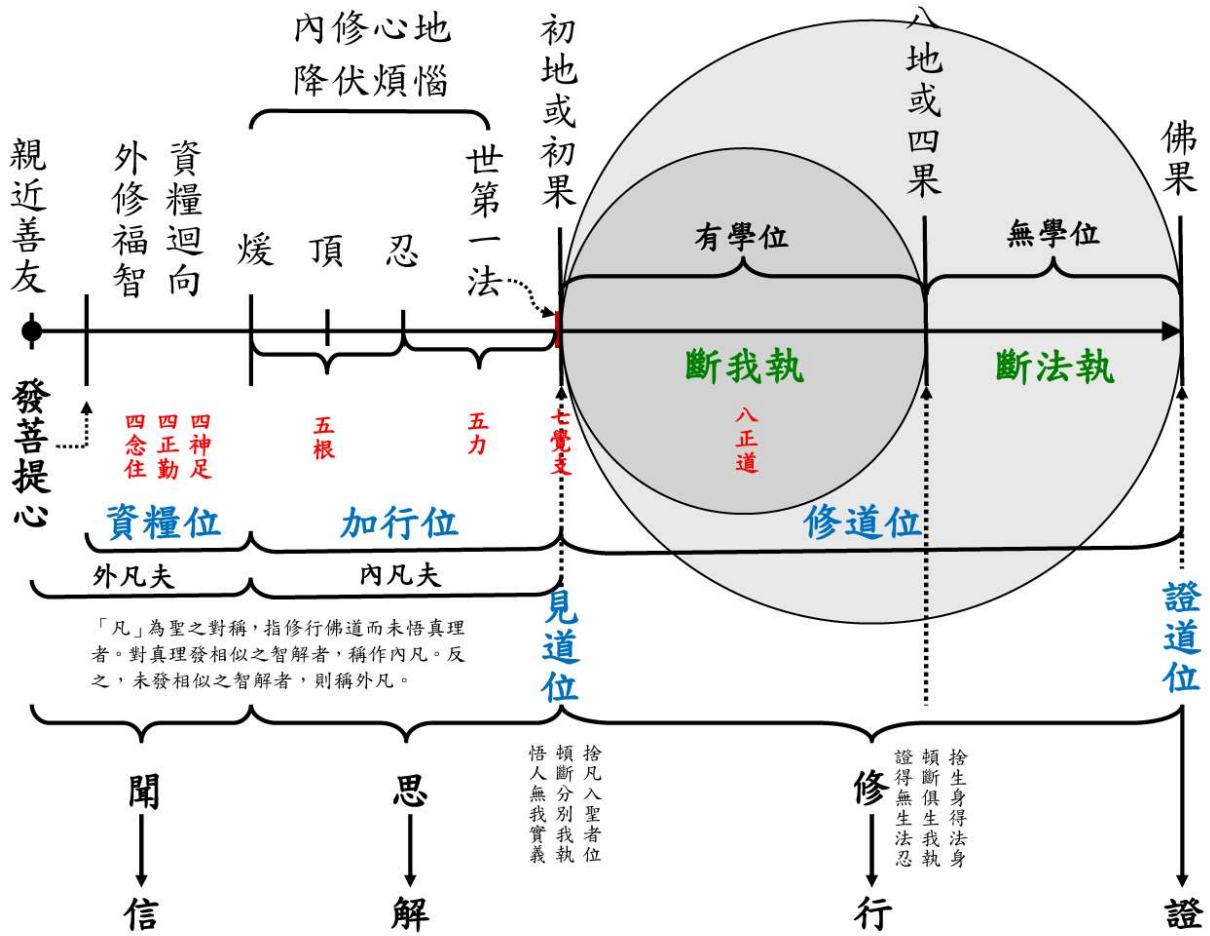 內修心地
降伏煩惱
親近善友
外修福智
資糧迴向
煖
頂
忍
世第一法
初地或初果
八地或四果
佛果
有學位
無學位
斷我執
斷法執
發菩提心
四念住
四正勤
四神足
五根
五力
七覺支
八正道
資糧位
加行位
修道位
外凡夫
內凡夫
見道位
證道位
「凡」為聖之對稱，指修行佛道而未悟真理
者。對真理發相似之智解者，稱作內凡。反
之，未發相似之智解者，則稱外凡。
聞
思
捨凡入聖者位
頓斷分別我執
悟人無我實義
修
捨生身得法身
頓斷俱生我執
證得無生法忍
信
解
行
證